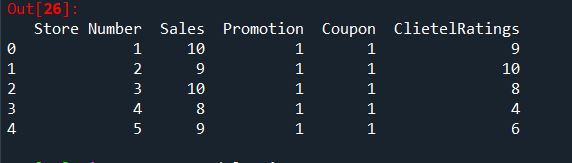 Out[26]:
Store Number Sales Promotion Coupon ClietelRatings
0 1 10 1 1 9
1 2 9 1 1 10
2 3 10 1 1 8
3 4 8 1 1 4
4 5 9 1 1 6